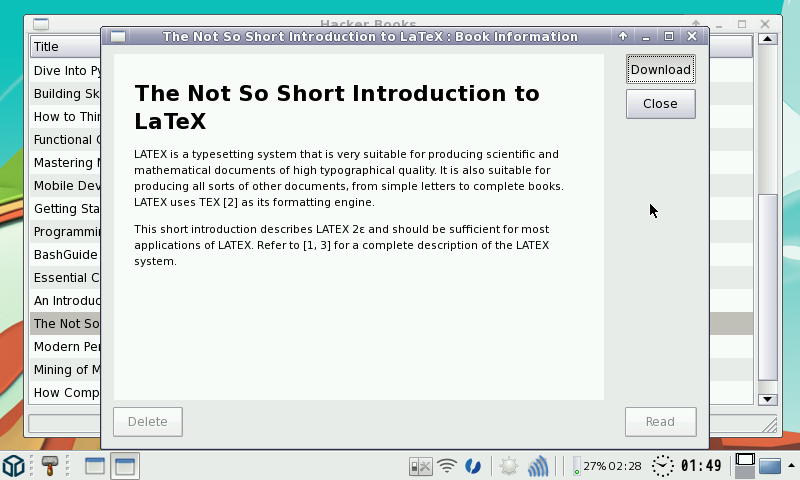 Hacker Books
The Not So Short Introduction to LaTeX : Book Information
Title
Dive Into Py
Building Sk
How to Thin
Functional C
Mastering
Mobile Dev
Getting Sta
Programmin
BashGuide
Essential C
An Introduc
The Not So
Modern Per
Mining of M
How Comp
The Not So Short Introduction to
LaTeX
LATEX is a typesetting system that is very suitable for producing scientific and
mathematical documents of high typographical quality. It is also suitable for
producing all sorts of other documents, from simple letters to complete books.
LATEX uses TEX [2] as its formatting engine.
This short introduction describes LATEX 2ε and should be sufficient for most
applications of LATEX. Refer to [1, 3] for a complete description of the LATEX
system.
Download
Close
Delete
Read
27% 02:28
01:49